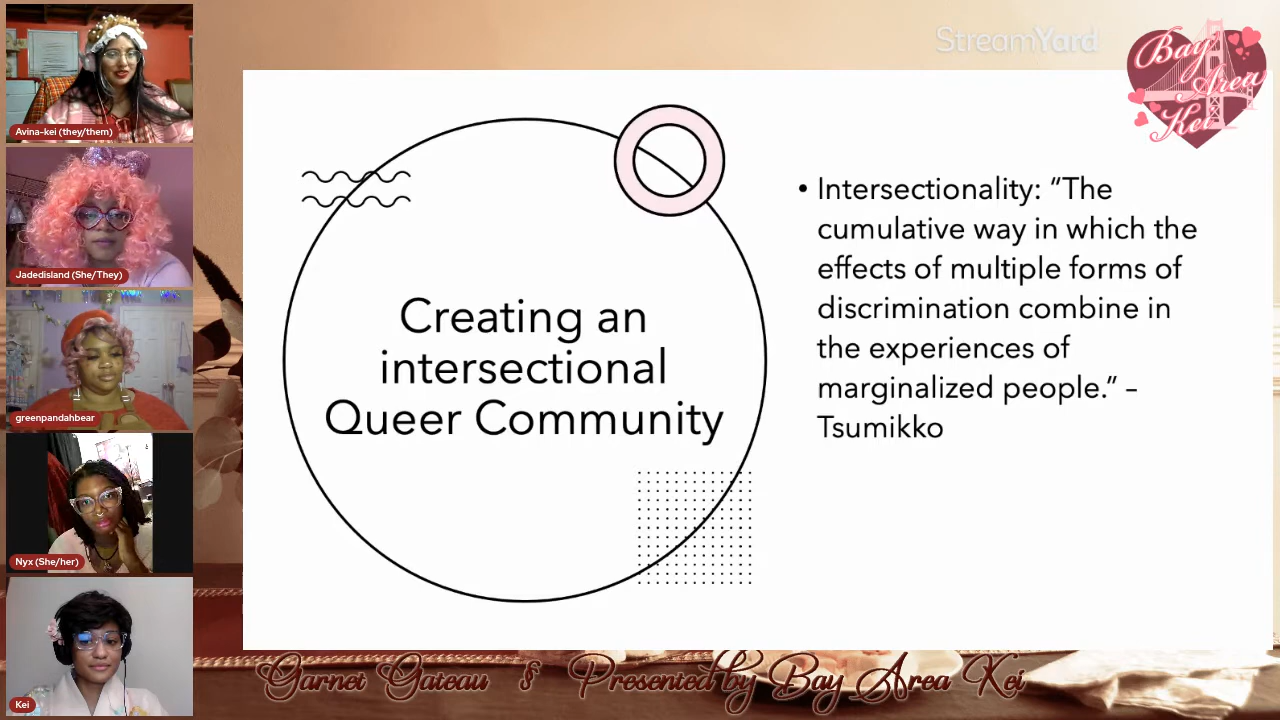 StreamYard
Bay
Area
Kei
Avina-kei (they/them)
Jadedisland (She/They)
greenpandahbear
Nyx (She/her)
Kei
Creating an
intersectional
Queer Community
• Intersectionality: “The
cumulative way in which the
effects of multiple forms of
discrimination combine in
the experiences of
marginalized people.” –
Tsumikko
Garnet Gateau § Presented by Bay Area Kei